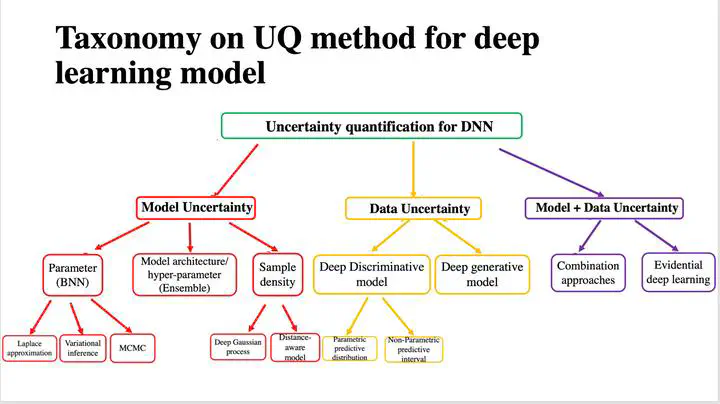 Taxonomy on UQ method for deep
learning model
Uncertainty quantification for DNN
Model Uncertainty
Data Uncertainty
Model + Data Uncertainty
Parameter
(BNN)
Model architecture/
hyper-parameter
(Ensemble)
Sample
density
Deep Discriminative
model
Deep generative
model
Combination
approaches
Evidential
deep learning
Laplace
approximation
Variational
inference
MCMC
Deep Gaussian
process
Distance-
aware
model
Parametric
predictive
distribution
Non-Parametric
predictive
interval